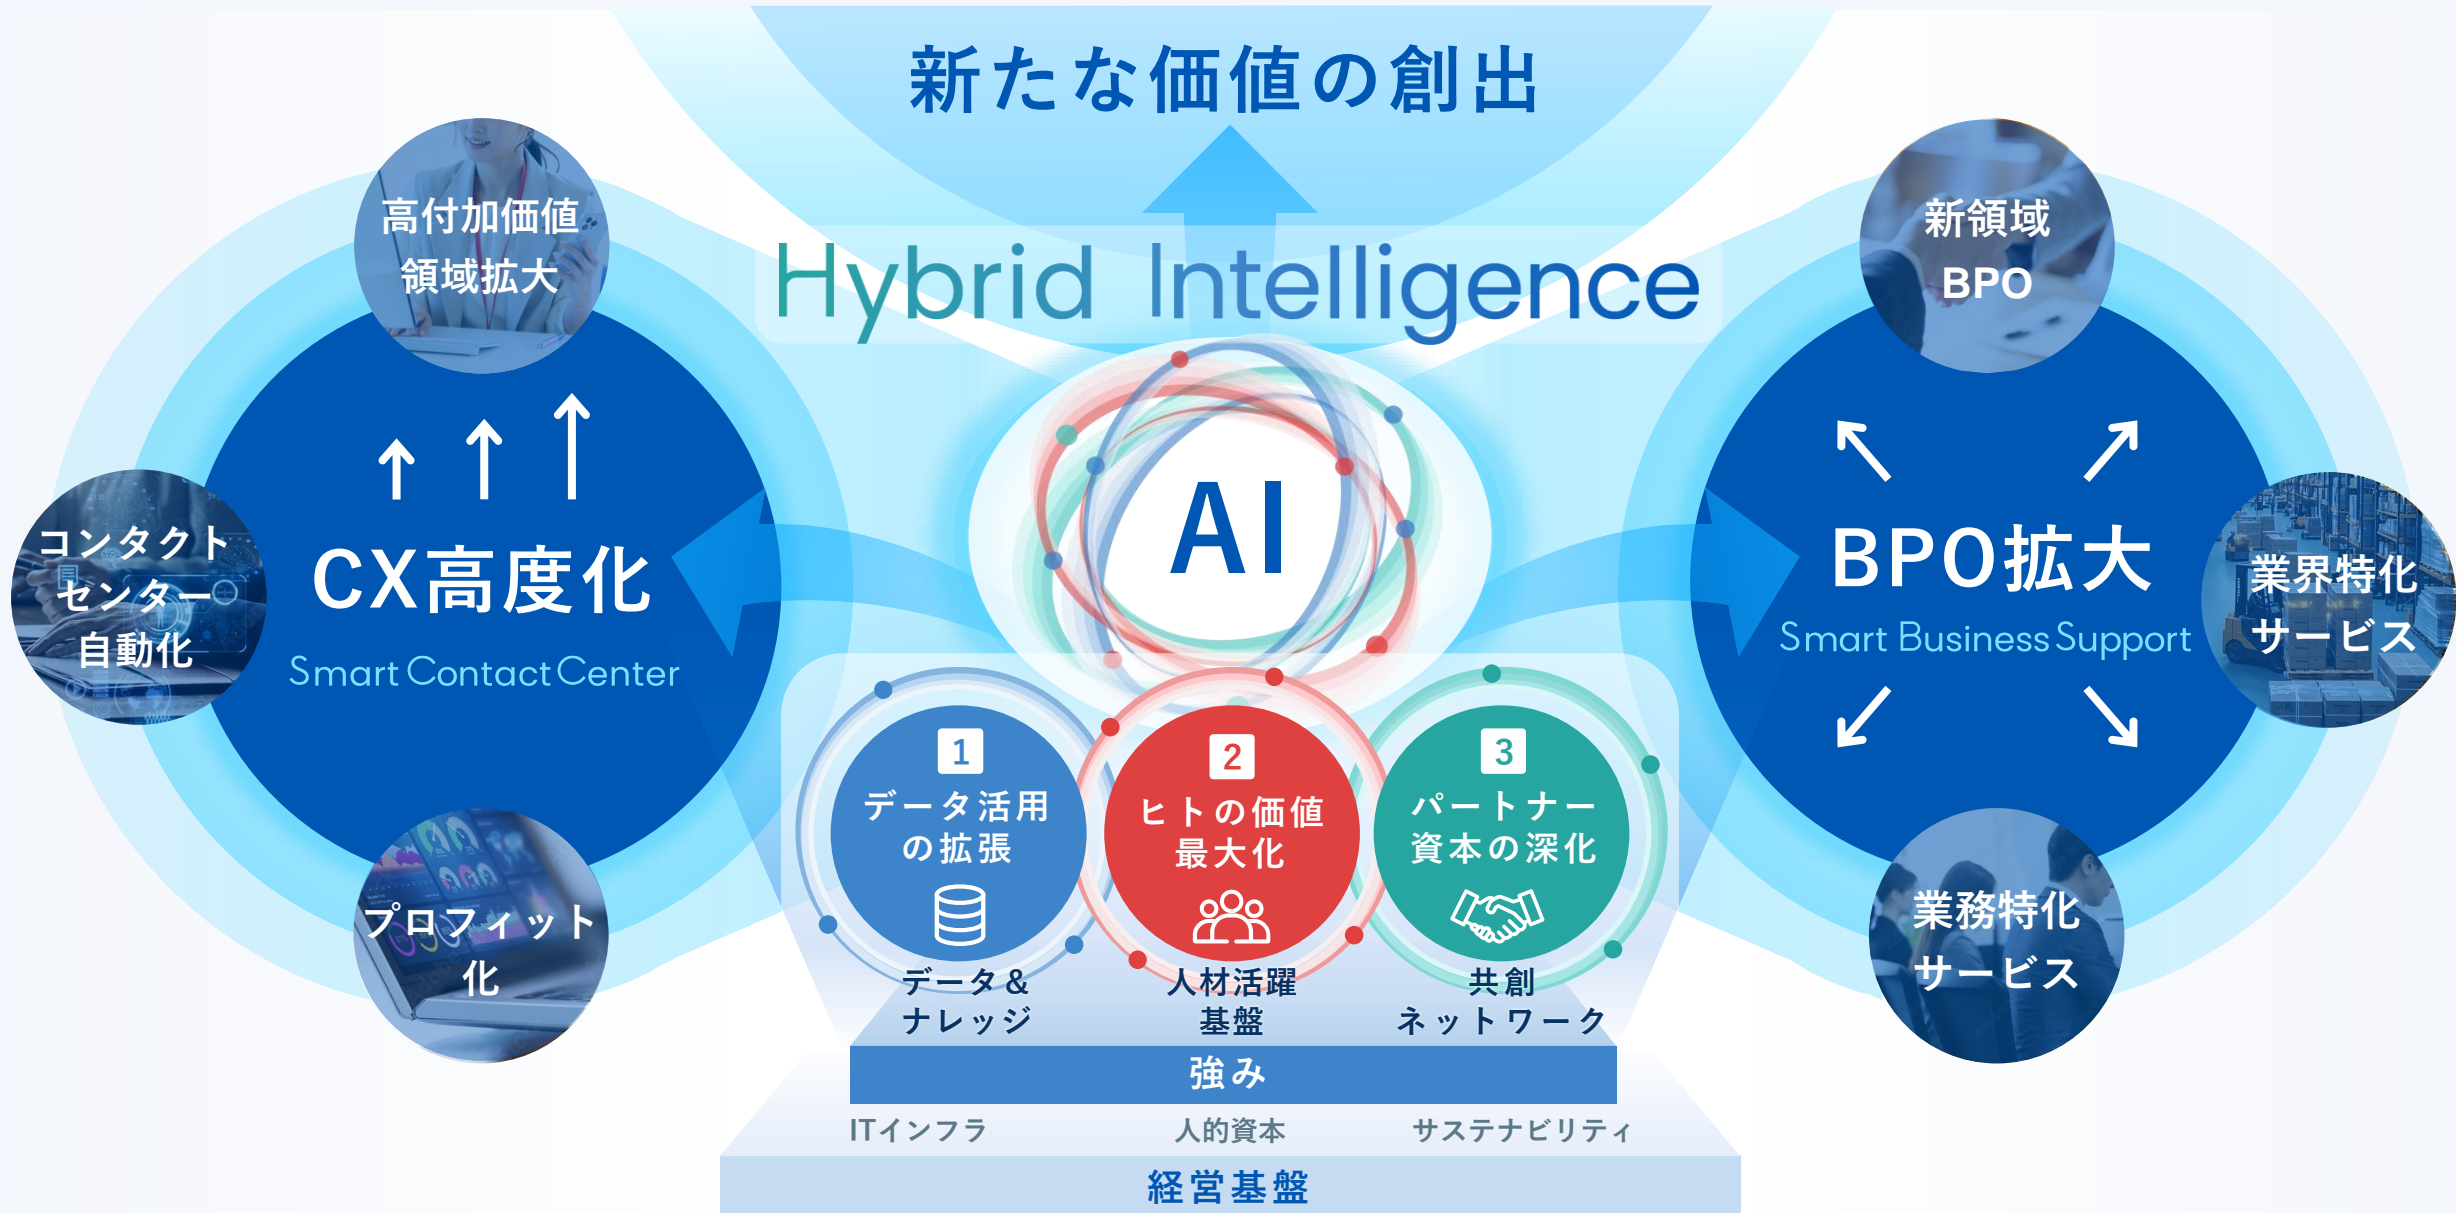 新たな価値の創出
Hybrid Intelligence
AI
高付加価値
領域拡大
コンタクト
センター
自動化
CX高度化
Smart Contact Center
プロフィット
化
新領域
BPO
BPO拡大
Smart Business Support
業界特化
サービス
業務特化
サービス
1
データ活用
の拡張
データ&
ナレッジ
2
ヒトの価値
最大化
人材活躍
基盤
3
パートナー
資本の深化
共創
ネットワーク
強み
ITインフラ
人的資本
サステナビリティ
経営基盤